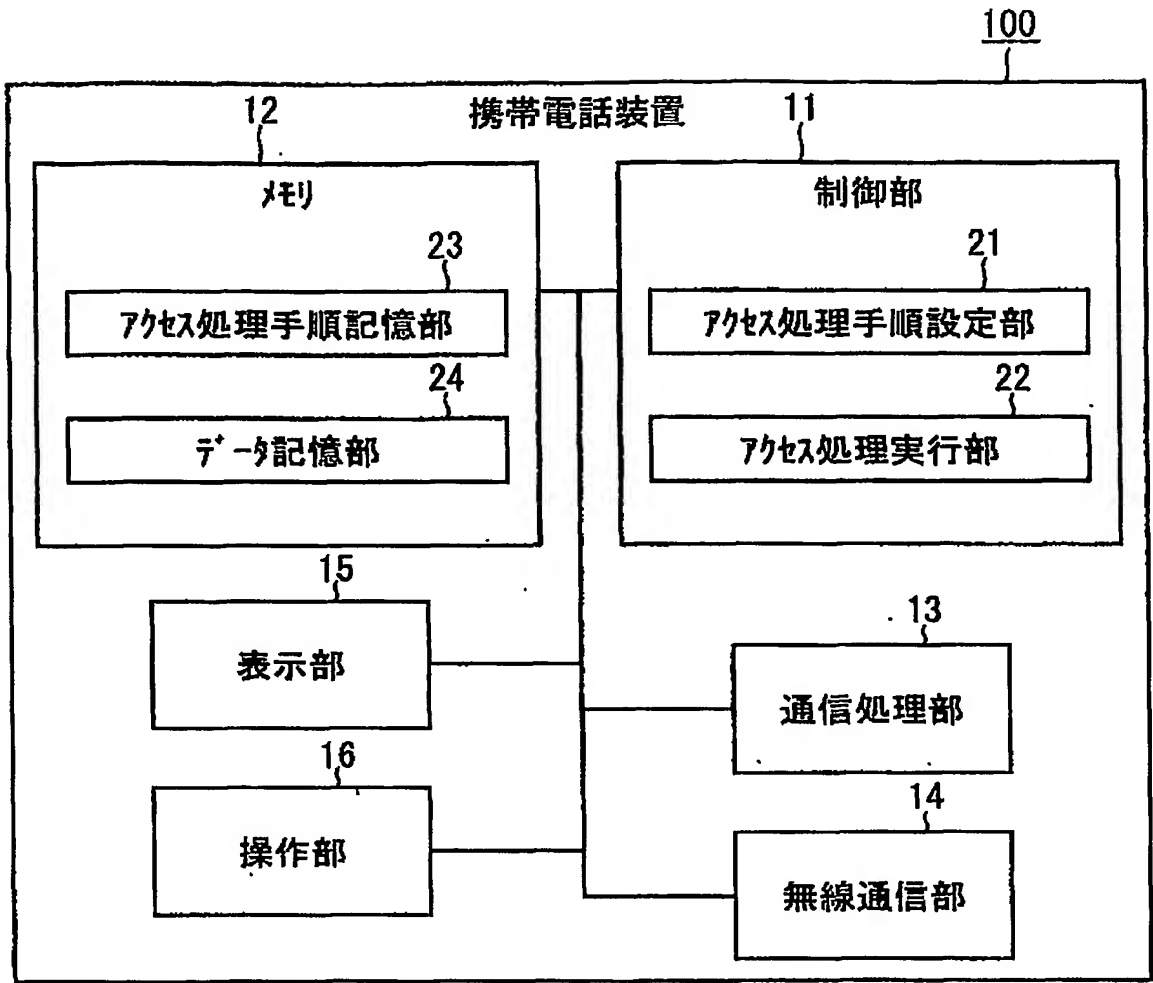 100
携帯電話装置
12
11
メモリ
制御部
23
21
アクセス処理手順記憶部
アクセス処理手順設定部
24
22
データ記憶部
アクセス処理実行部
15
13
表示部
通信処理部
16
14
操作部
無線通信部